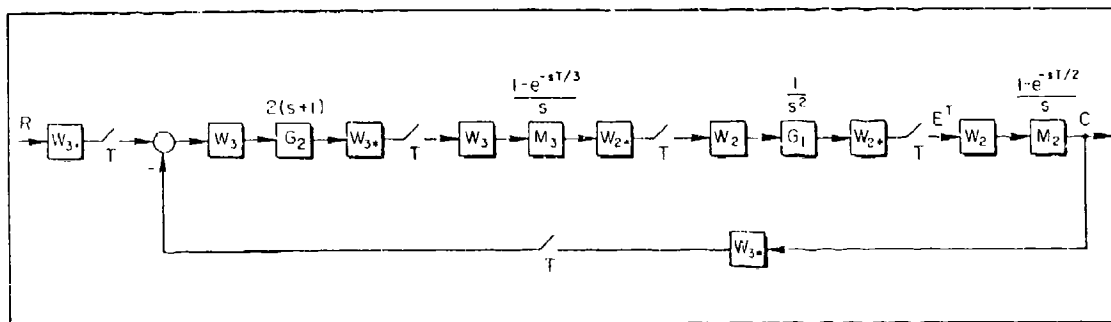 1-e^{-sT/3}
s
1-e^{-sT/2}
s
2(s+1)
1
s²
R
W₃*
T
-
W₃
G₂
W₃*
T
W₃
M₃
W₂*
T
W₂
G₁
W₂*
T
E^T
W₂
M₂
C
T
W₃*